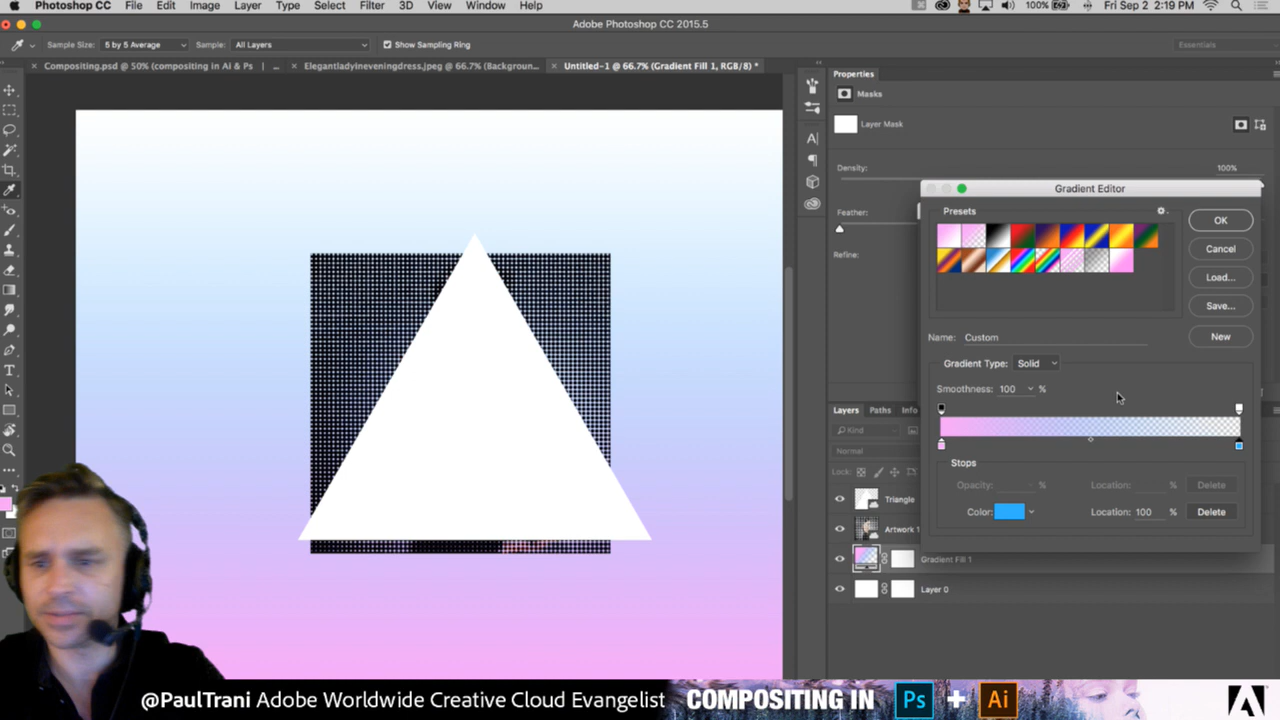 Photoshop CC File Edit Image Layer Type Select Filter 3D View Window Help 100% Fri Sep 2 2:19 PM
Adobe Photoshop CC 2015.5
Sample Size: 5 by 5 Average Sample: All Layers Show Sampling Ring Essentials
Compositing.psd @ 50% (compositing in AI & Ps Elegantladyineveningdress.jpeg @ 66.7% (Backgroun... Untitled-1 @ 66.7% (Gradient Fill 1, RGB/8) *
Properties
Masks
Layer Mask
Density: 100%
Feather:
Refine:
Gradient Editor
Presets
OK
Cancel
Load...
Save...
Name: Custom
New
Gradient Type: Solid
Smoothness: 100 %
Stops
Opacity: % Location: % Delete
Color: Location: 100 % Delete
Layers Paths Info
Kind
Normal
Lock:
Triangle
Artwork 1
Gradient Fill 1
Layer 0
@PaulTrani Adobe Worldwide Creative Cloud Evangelist COMPOSITING IN Ps + Ai